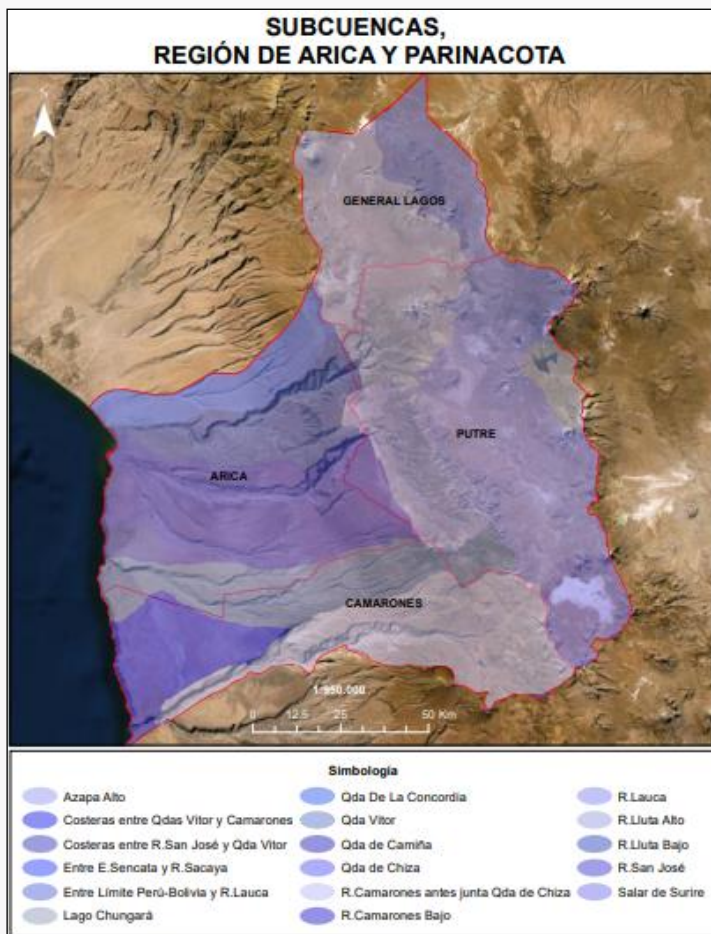 SUBCUENCAS,
REGIÓN DE ARICA Y PARINACOTA
GENERAL LAGOS
PUTRE
ARICA
CAMARONES
1:950.000
0 12.5 25 50 Km
Simbología
Azapa Alto
Costeras entre Qdas Vitor y Camarones
Costeras entre R.San José y Qda Vitor
Entre E.Sencata y R.Sacaya
Entre Límite Perú-Bolivia y R.Lauca
Lago Chungará
Qda De La Concordia
Qda Vitor
Qda de Camiña
Qda de Chiza
R.Camarones antes junta Qda de Chiza
R.Camarones Bajo
R.Lauca
R.Lluta Alto
R.Lluta Bajo
R.San José
Salar de Surire